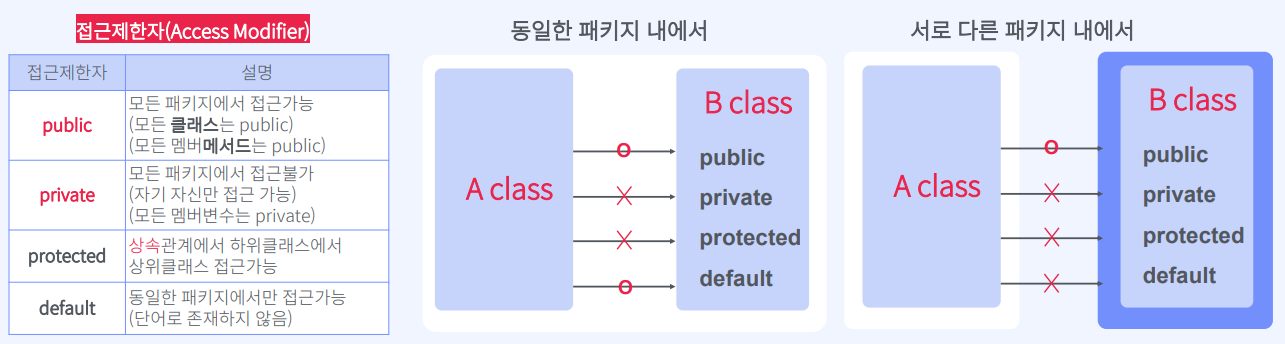 접근제한자(Access Modifier)
접근제한자 설명
public
모든 패키지에서 접근가능
(모든 클래스는 public)
(모든 멤버메서드는 public)
private
모든 패키지에서 접근불가
(자기 자신만 접근 가능)
(모든 멤버변수는 private)
protected
상속관계에서 하위클래스에서
상위클래스 접근가능
default
동일한 패키지에서만 접근가능
(단어로 존재하지 않음)
동일한 패키지 내에서
A class
B class
O public
X private
X protected
O default
서로 다른 패키지 내에서
A class
B class
O public
X private
X protected
X default